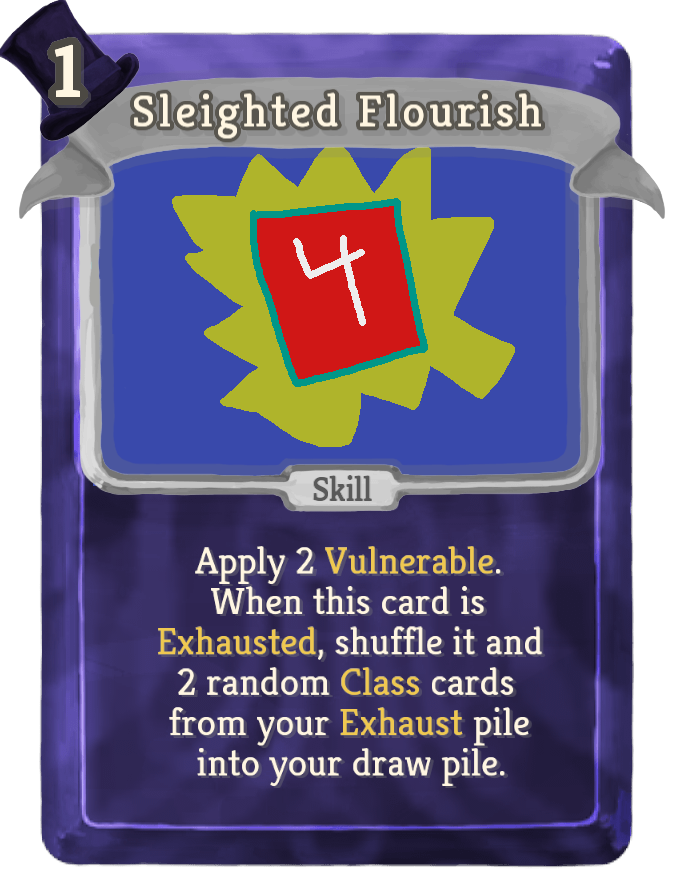 1
Sleighted Flourish
4
Skill
Apply 2 Vulnerable.
When this card is
Exhausted, shuffle it and
2 random Class cards
from your Exhaust pile
into your draw pile.